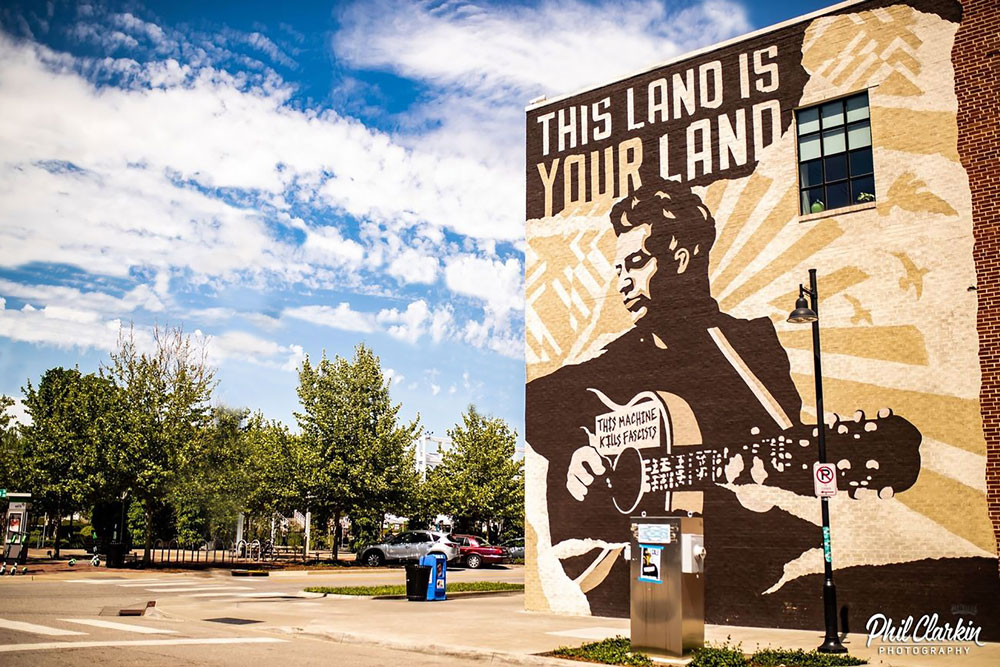 THIS LAND IS
YOUR LAND
THIS MACHINE
KILLS FASCISTS
Phil Clarkin
PHOTOGRAPHY